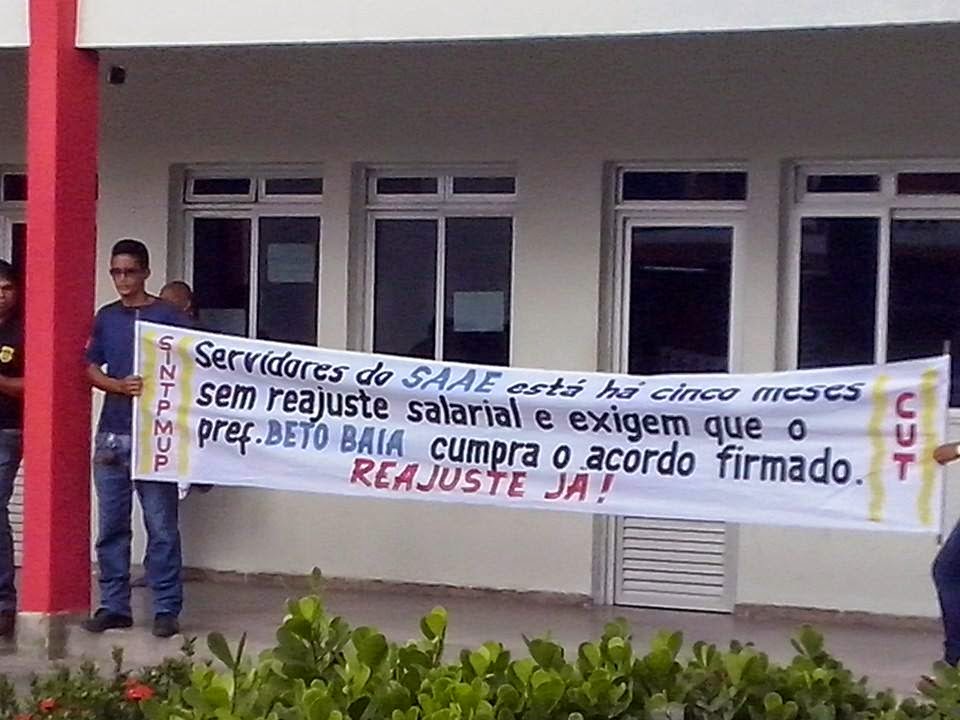 SINTPMUP
Servidores do SAAE está há cinco meses
sem reajuste salarial e exigem que o
pref. BETO BAIA cumpra o acordo firmado.
REAJUSTE JÁ!
CUT